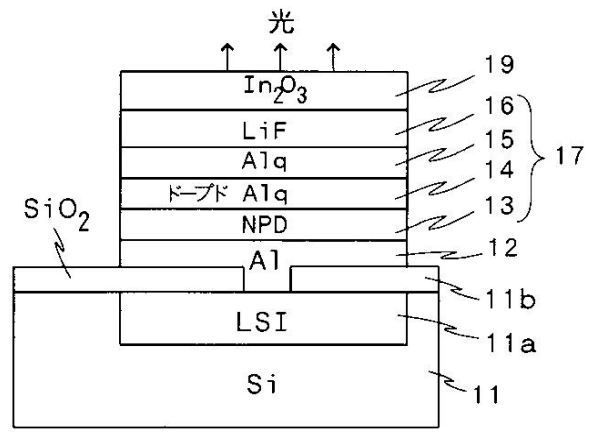 光
In₂O₃ 19
LiF 16
Alq 15
ドープド Alq 14
17
NPD 13
SiO₂
Al 12
11b
LSI 11a
Si 11